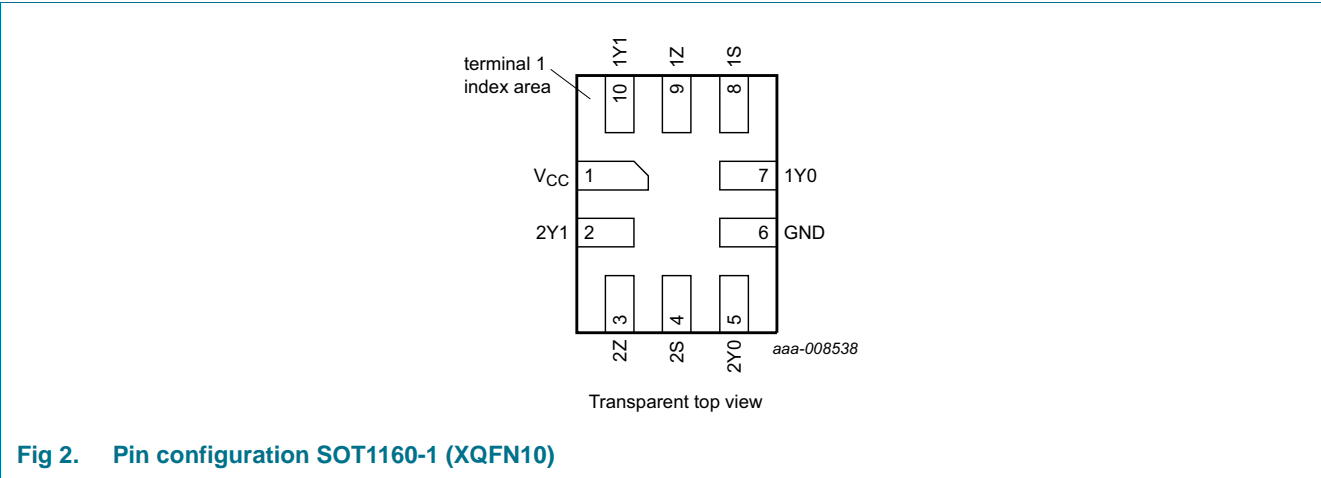 terminal 1
index area
1Y1 1Z 1S
10 9 8
VCC 1 7 1Y0
2Y1 2 6 GND
3 4 5
2Z 2S 2Y0
aaa-008538
Transparent top view
Fig 2. Pin configuration SOT1160-1 (XQFN10)